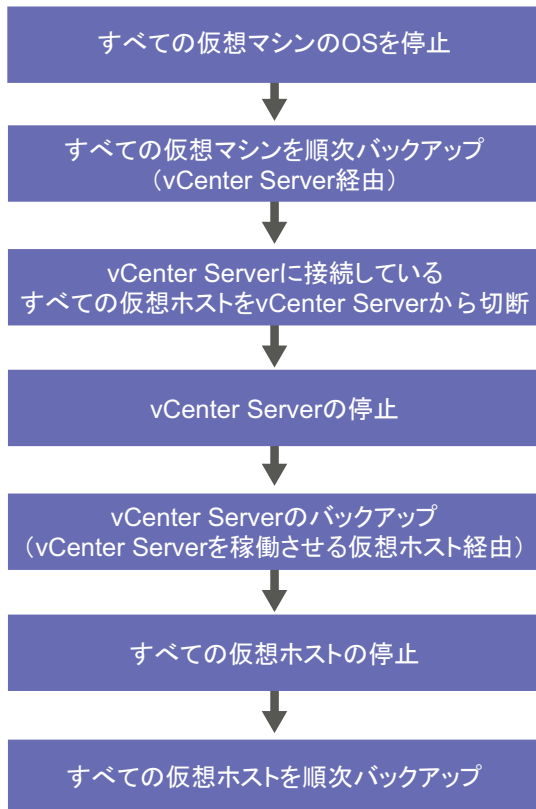 すべての仮想マシンのOSを停止
すべての仮想マシンを順次バックアップ
（vCenter Server経由）
vCenter Serverに接続している
すべての仮想ホストをvCenter Serverから切断
vCenter Serverの停止
vCenter Serverのバックアップ
（vCenter Serverを稼働させる仮想ホスト経由）
すべての仮想ホストの停止
すべての仮想ホストを順次バックアップ